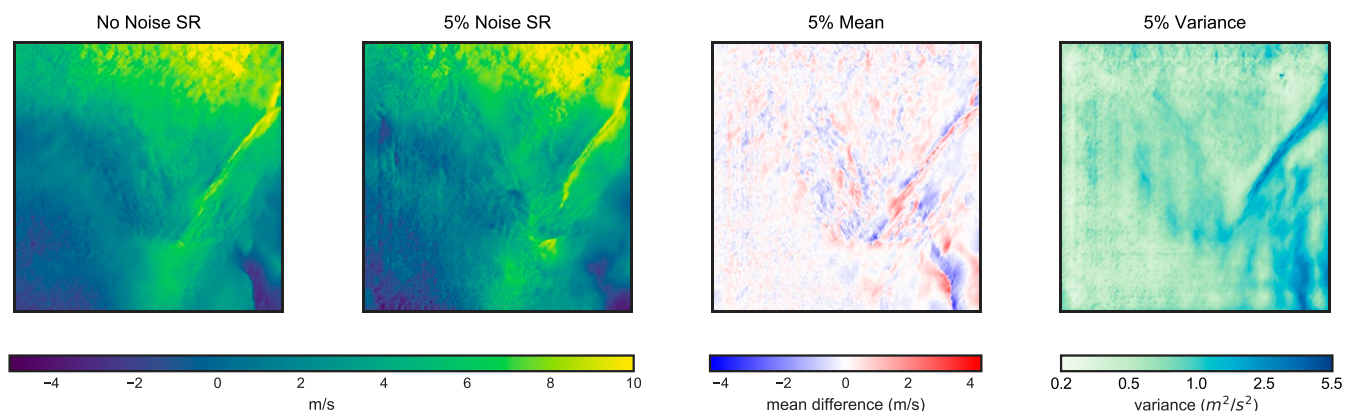 No Noise SR
5% Noise SR
5% Mean
5% Variance
−4 −2 0 2 4 6 8 10
m/s
−4 −2 0 2 4
mean difference (m/s)
0.2 0.5 1.0 2.5 5.5
variance (m²/s²)